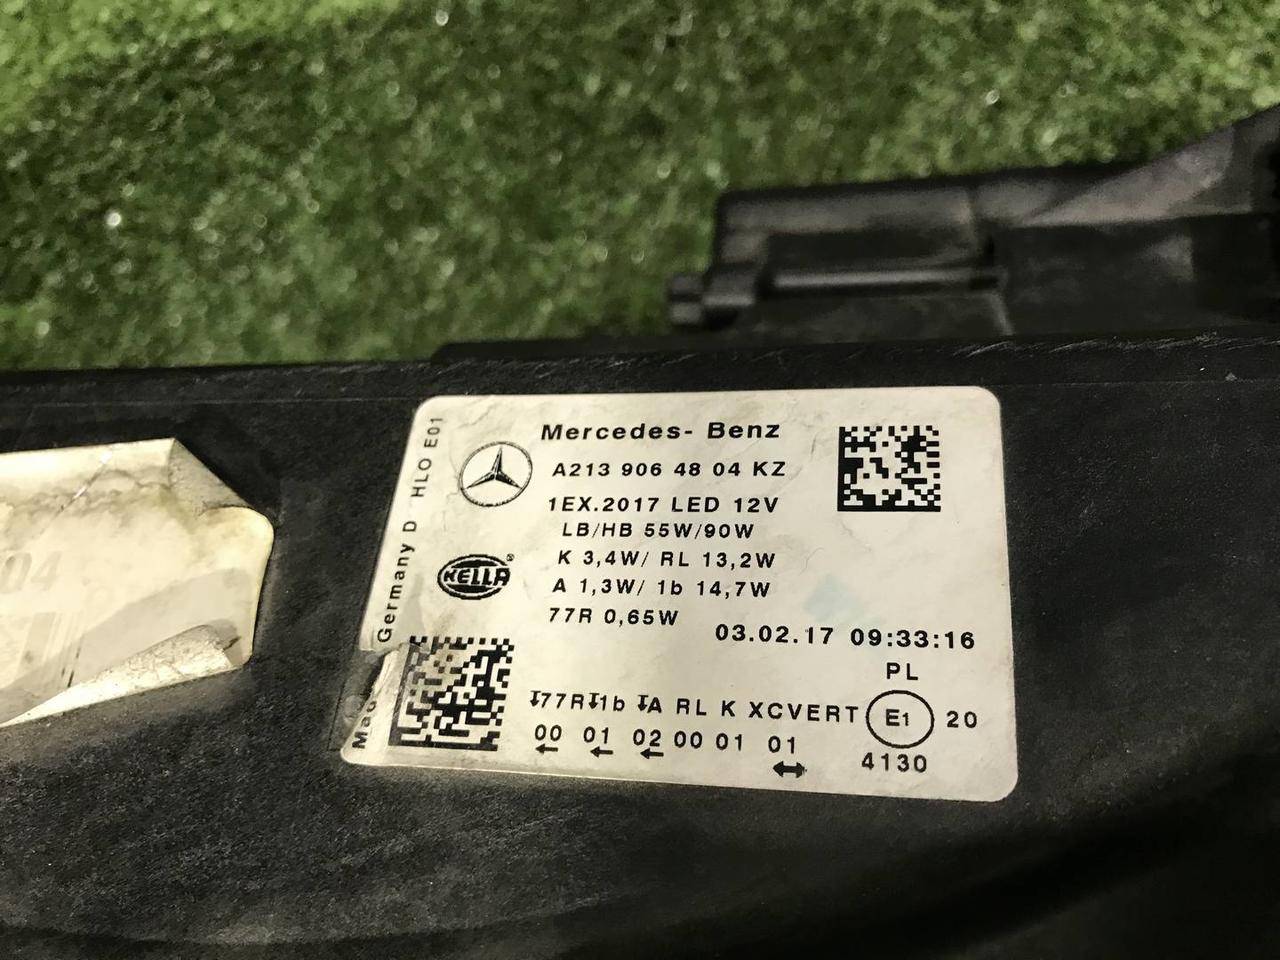 Mercedes- Benz
A213 906 48 04 KZ
1EX.2017 LED 12V
LB/HB 55W/90W
K 3,4W/ RL 13,2W
A 1,3W/ 1b 14,7W
77R 0,65W
03.02.17 09:33:16
PL
77R 1b A RL K XCVERT E1 20
00 01 02 00 01 01
4130
HELLA®
Germany D HLO E01
Made
04